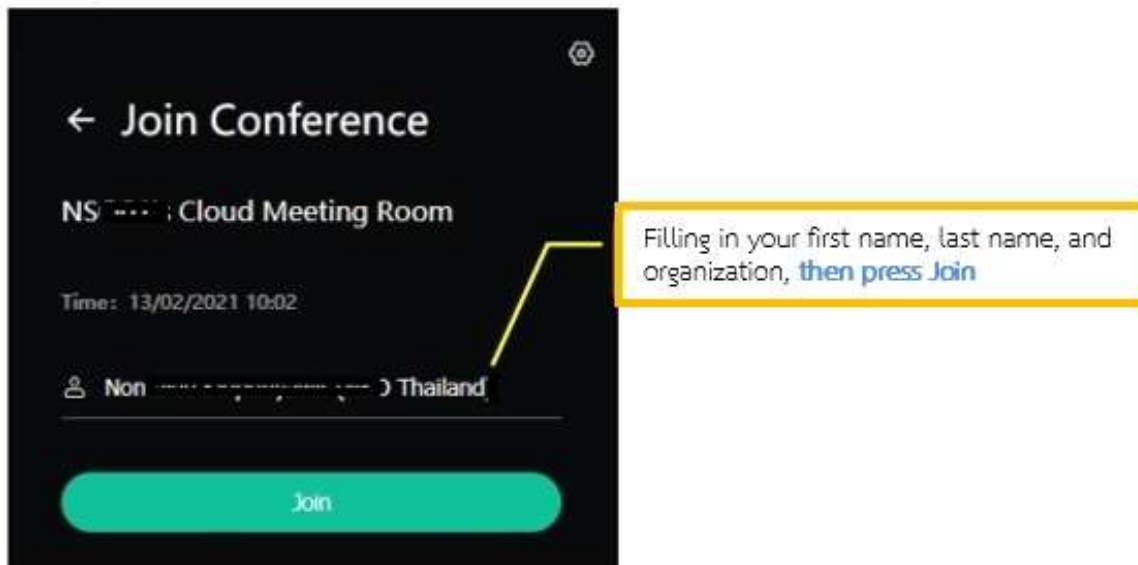 ← Join Conference
NS Cloud Meeting Room
Time: 13/02/2021 10:02
Non Thailand
Join
Filling in your first name, last name, and
organization, then press Join